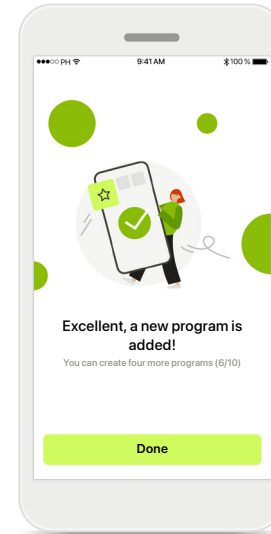 ●●●○○ PH 9:41 AM 100 %
Excellent, a new program is
added!
You can create four more programs (6/10)
Done